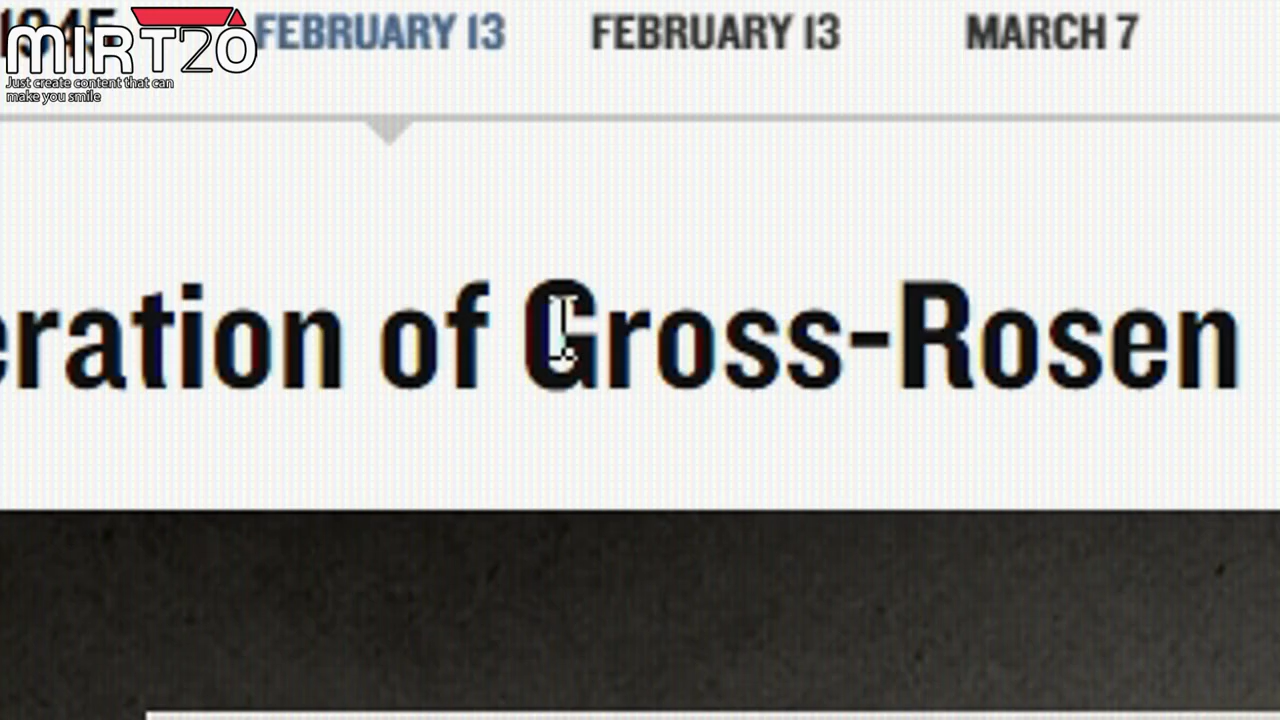 1945 FEBRUARY 13 FEBRUARY 13 MARCH 7
MIRT20
Just create content that can
make you smile
eration of Gross-Rosen